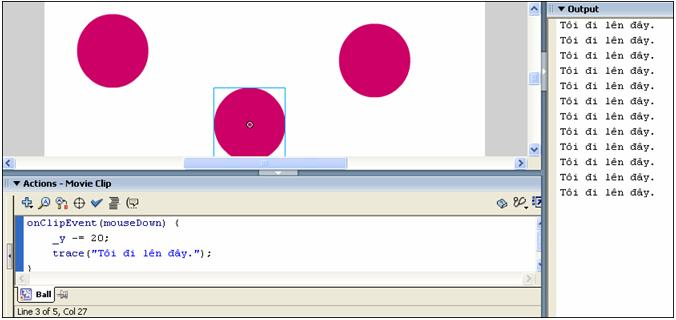 Output
Tôi đi lên đây.
Tôi đi lên đây.
Tôi đi lên đây.
Tôi đi lên đây.
Tôi đi lên đây.
Tôi đi lên đây.
Tôi đi lên đây.
Tôi đi lên đây.
Tôi đi lên đây.
Tôi đi lên đây.
Tôi đi lên đây.
Tôi đi lên đây.
Actions - Movie Clip
onClipEvent(mouseDown) {
_y -= 20;
trace("Tôi đi lên đây.");
}
Ball
Line 3 of 5, Col 27